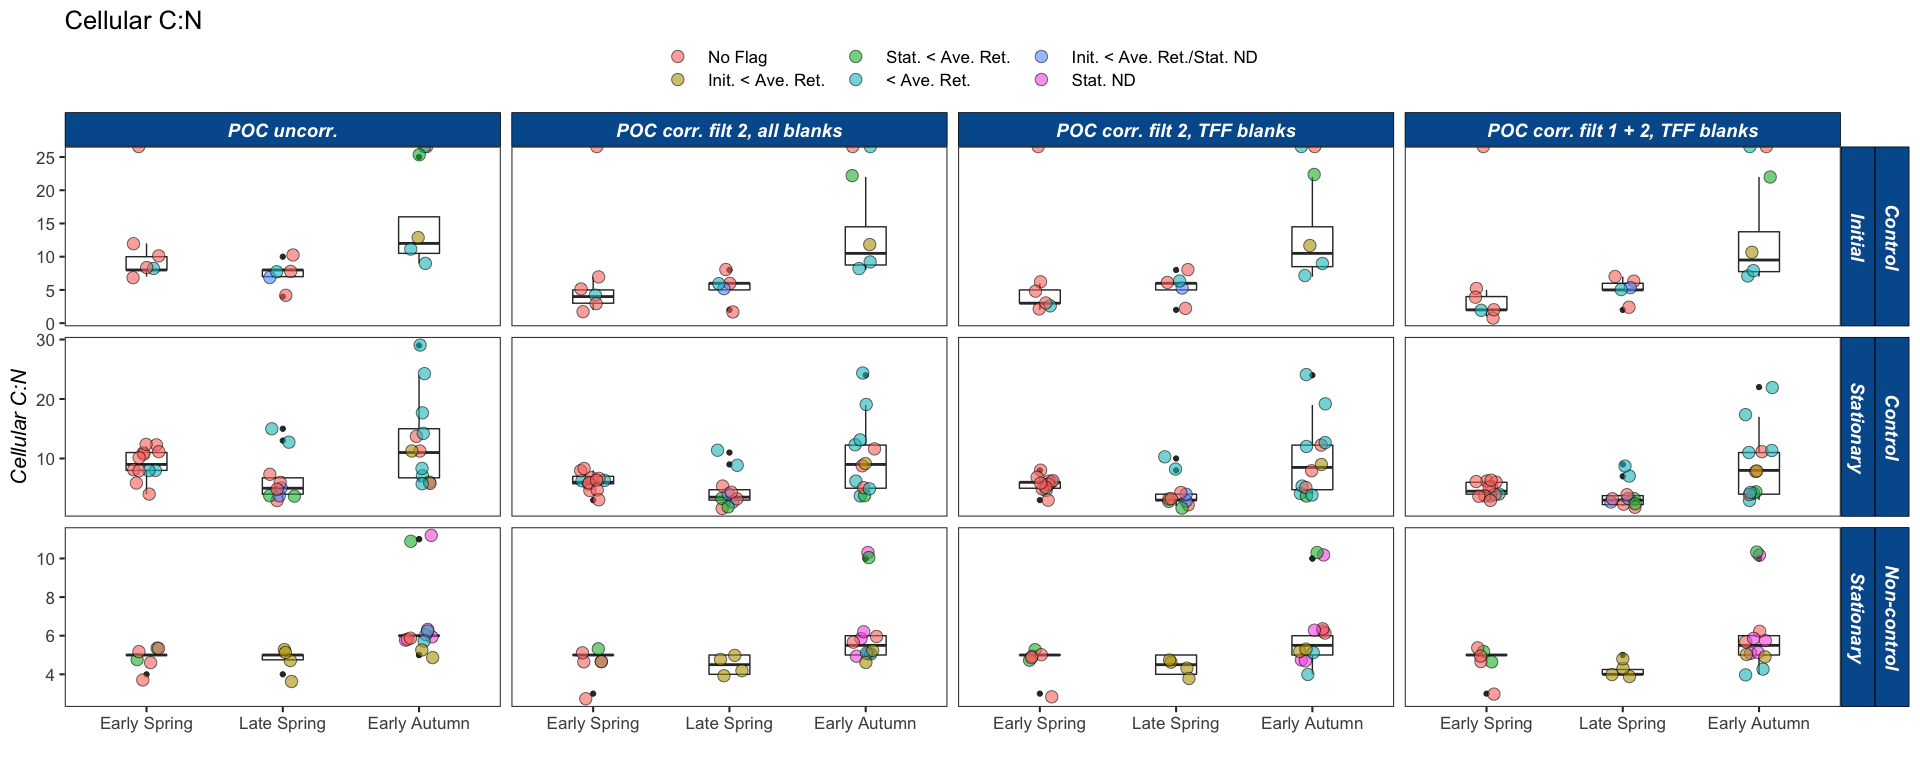 Cellular C:N
No Flag
Stat. < Ave. Ret.
Init. < Ave. Ret./Stat. ND
Init. < Ave. Ret.
< Ave. Ret.
Stat. ND
POC uncorr.
POC corr. filt 2, all blanks
POC corr. filt 2, TFF blanks
POC corr. filt 1 + 2, TFF blanks
Cellular C:N
25
20
15
10
5
0
Initial
Control
30
20
10
Stationary
Control
10
8
6
4
Stationary
Non-control
Early Spring
Late Spring
Early Autumn
Early Spring
Late Spring
Early Autumn
Early Spring
Late Spring
Early Autumn
Early Spring
Late Spring
Early Autumn